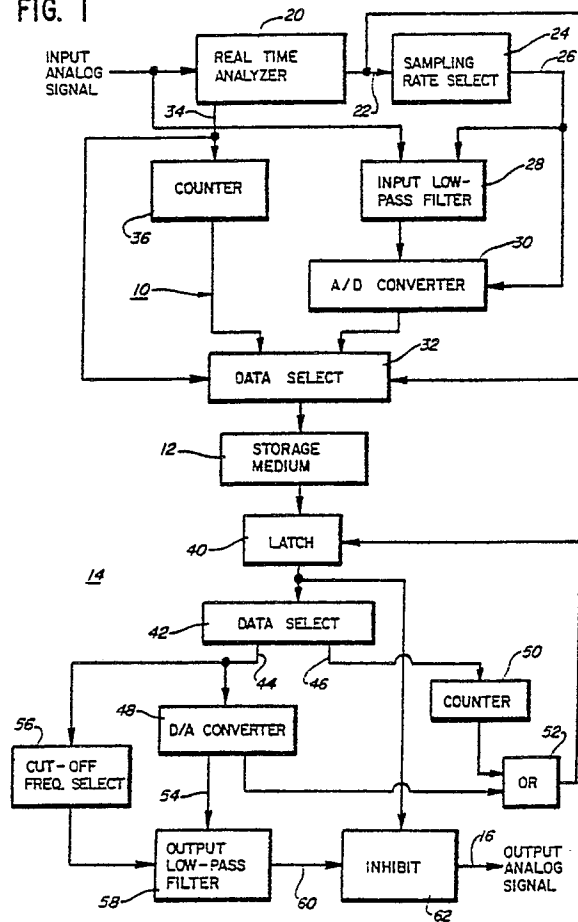 FIG. 1
20
24
26
INPUT
ANALOG
SIGNAL
REAL TIME
ANALYZER
SAMPLING
RATE SELECT
22
34
COUNTER
36
INPUT LOW-
PASS FILTER
28
30
10
A/D CONVERTER
32
DATA SELECT
12
STORAGE
MEDIUM
40
LATCH
14
42
DATA SELECT
44
46
50
COUNTER
48
D/A CONVERTER
56
CUT-OFF
FREQ. SELECT
52
OR
54
OUTPUT
LOW-PASS
FILTER
58
60
INHIBIT
62
16
OUTPUT
ANALOG
SIGNAL